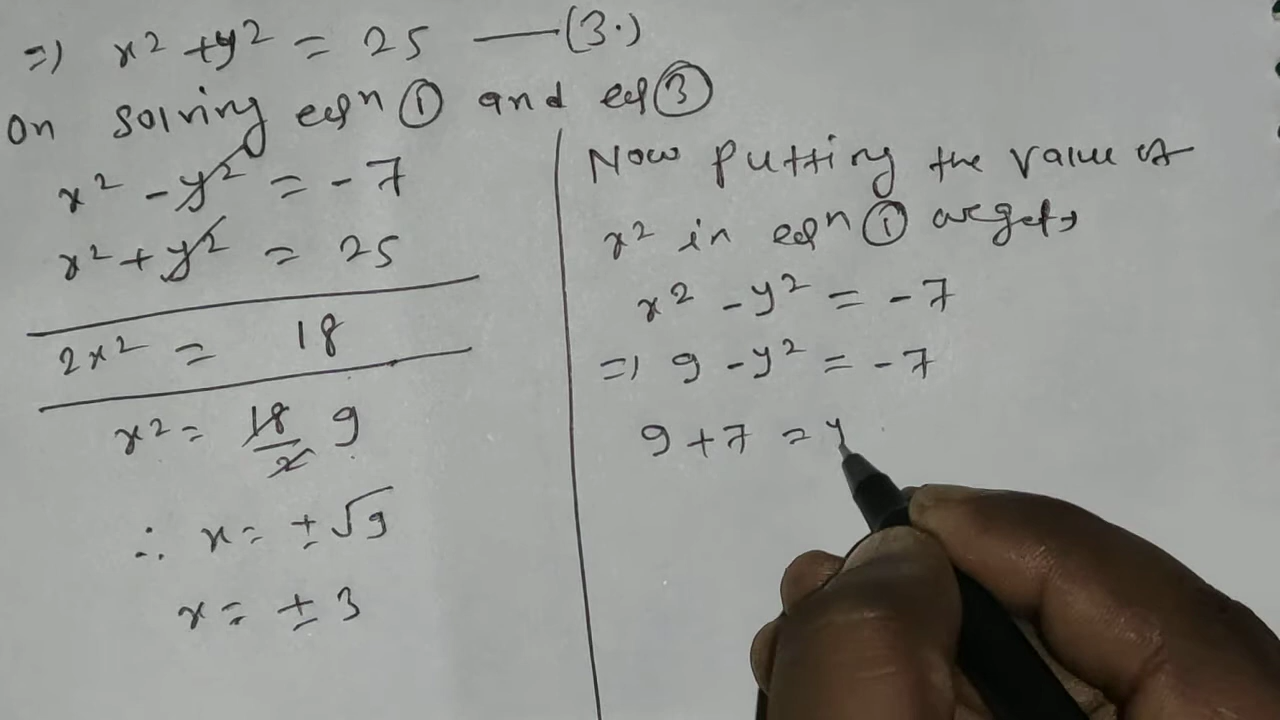 =) x² + y² = 25 —(3.)
On solving eqⁿ ① and eq ③
x² - y² = -7
x² + y² = 25
2x² = 18
x² = 18/2 9
∴ x = ±√9
x = ± 3
Now putting the value of
x² in eqⁿ ① we get,
x² - y² = -7
=) 9 - y² = -7
9 + 7 = y